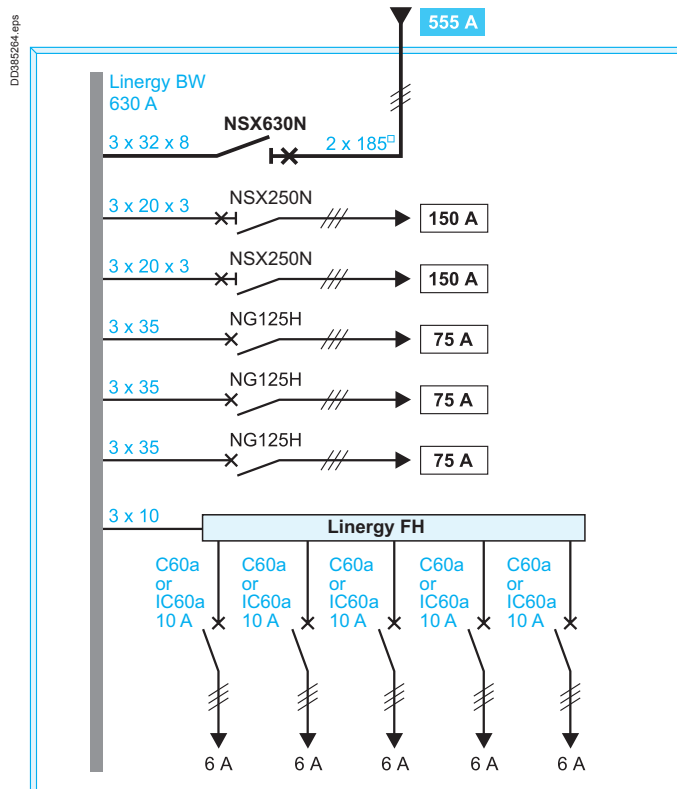 DD385264.eps
555 A
Linergy BW
630 A
NSX630N
3 x 32 x 8
2 x 185□
NSX250N
3 x 20 x 3
150 A
NSX250N
3 x 20 x 3
150 A
NG125H
3 x 35
75 A
NG125H
3 x 35
75 A
NG125H
3 x 35
75 A
3 x 10
Linergy FH
C60a
or
IC60a
10 A
C60a
or
IC60a
10 A
C60a
or
IC60a
10 A
C60a
or
IC60a
10 A
C60a
or
IC60a
10 A
6 A
6 A
6 A
6 A
6 A